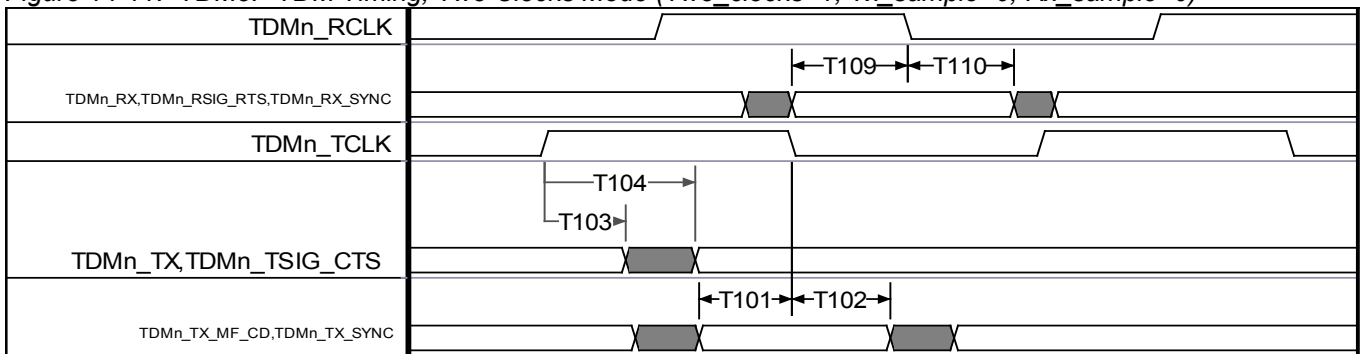 TDMn_RCLK
T109 T110
TDMn_RX,TDMn_RSIG_RTS,TDMn_RX_SYNC
TDMn_TCLK
T104
T103
TDMn_TX,TDMn_TSIG_CTS
T101 T102
TDMn_TX_MF_CD,TDMn_TX_SYNC